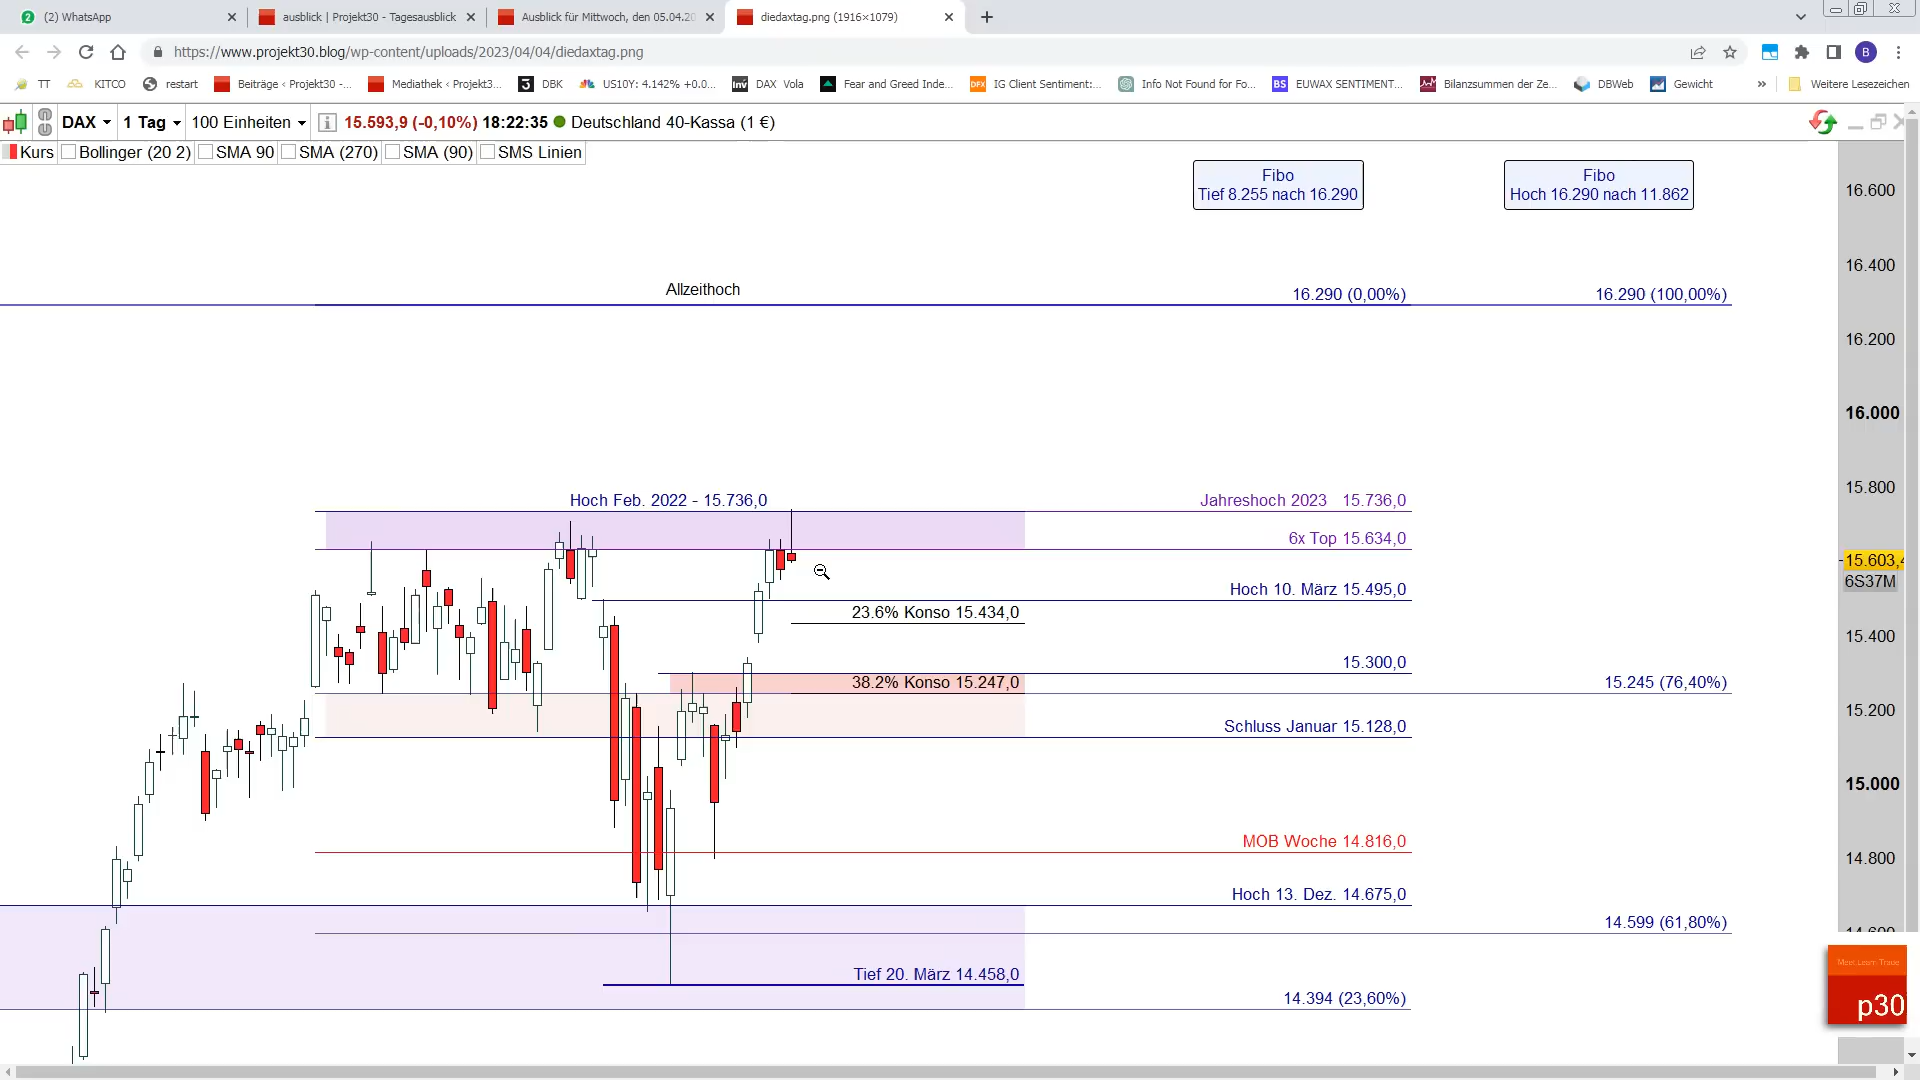 (2) WhatsApp
ausblick | Projekt30 - Tagesausblick
Ausblick für Mittwoch, den 05.04.20
diedaxtag.png (1916×1079)
https://www.projekt30.blog/wp-content/uploads/2023/04/04/diedaxtag.png
B
TT
KITCO
restart
Beiträge ‹ Projekt30 -...
Mediathek ‹ Projekt3...
DBK
US10Y: 4.142% +0.0...
DAX Vola
Fear and Greed Inde...
IG Client Sentiment:...
Info Not Found for Fo...
BS EUWAX SENTIMENT...
Bilanzsummen der Ze...
DBWeb
Gewicht
»
Weitere Lesezeichen
DAX
1 Tag
100 Einheiten
15.593,9 (-0,10%) 18:22:35
Deutschland 40-Kassa (1 €)
Kurs
Bollinger (20 2)
SMA 90
SMA (270)
SMA (90)
SMS Linien
Fibo
Tief 8.255 nach 16.290
Fibo
Hoch 16.290 nach 11.862
16.600
16.400
Allzeithoch
16.290 (0,00%)
16.290 (100,00%)
16.200
16.000
15.800
Hoch Feb. 2022 - 15.736,0
Jahreshoch 2023 15.736,0
6x Top 15.634,0
15.603,4
6S37M
Hoch 10. März 15.495,0
23.6% Konso 15.434,0
15.400
15.300,0
38.2% Konso 15.247,0
15.245 (76,40%)
15.200
Schluss Januar 15.128,0
15.000
MOB Woche 14.816,0
14.800
Hoch 13. Dez. 14.675,0
14.599 (61,80%)
14.600
Tief 20. März 14.458,0
14.394 (23,60%)
Meet Learn Trade
p30